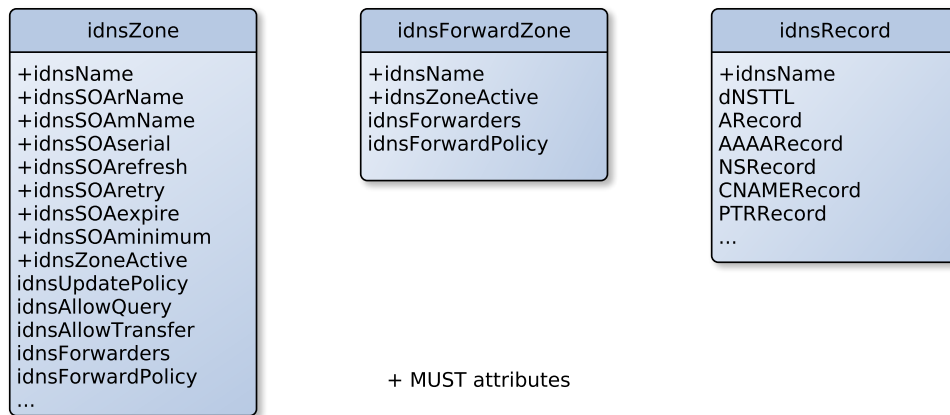 idnsZone
+idnsName
+idnsSOArName
+idnsSOAmName
+idnsSOAserial
+idnsSOArefresh
+idnsSOAretry
+idnsSOAexpire
+idnsSOAminimum
+idnsZoneActive
idnsUpdatePolicy
idnsAllowQuery
idnsAllowTransfer
idnsForwarders
idnsForwardPolicy
...
idnsForwardZone
+idnsName
+idnsZoneActive
idnsForwarders
idnsForwardPolicy
idnsRecord
+idnsName
dNSTTL
ARecord
AAAARecord
NSRecord
CNAMERecord
PTRRecord
...
+ MUST attributes